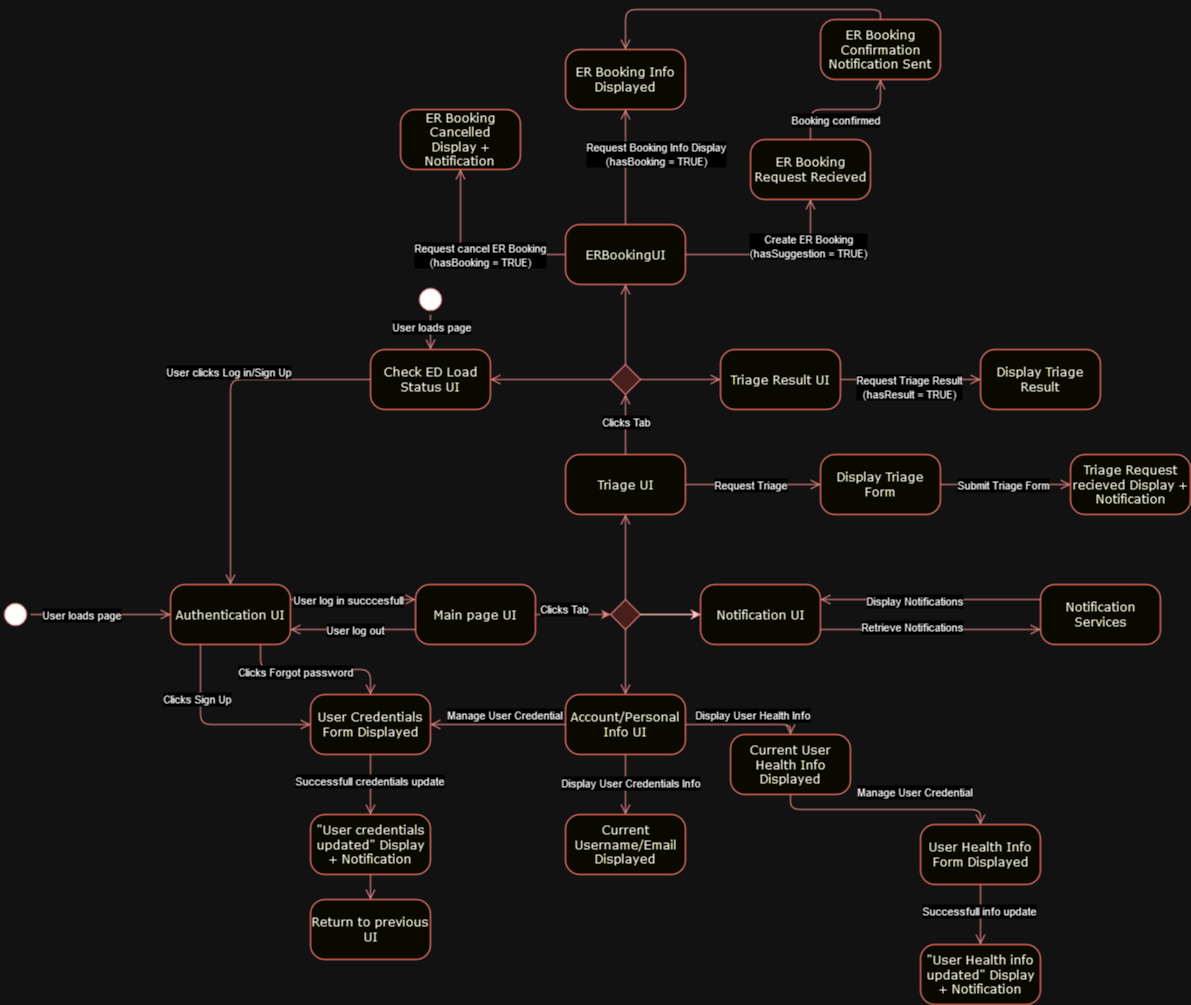 ER Booking
Confirmation
Notification Sent
ER Booking Info
Displayed
ER Booking
Cancelled
Display +
Notification
Booking confirmed
Request Booking Info Display
(hasBooking = TRUE)
ER Booking
Request Recieved
Request cancel ER Booking
(hasBooking = TRUE)
ERBookingUI
Create ER Booking
(hasSuggestion = TRUE)
User loads page
User clicks Log in/Sign Up
Check ED Load
Status UI
Triage Result UI
Request Triage Result
(hasResult = TRUE)
Display Triage
Result
Clicks Tab
Triage UI
Request Triage
Display Triage
Form
Submit Triage Form
Triage Request
recieved Display +
Notification
User loads page
Authentication UI
User log in succcesfull
User log out
Main page UI
Clicks Tab
Notification UI
Display Notifications
Retrieve Notifications
Notification
Services
Clicks Forgot password
Clicks Sign Up
User Credentials
Form Displayed
Manage User Credential
Account/Personal
Info UI
Display User Health Info
Current User
Health Info
Displayed
Successfull credentials update
Display User Credentials Info
Manage User Credential
"User credentials
updated" Display
+ Notification
Current
Username/Email
Displayed
User Health Info
Form Displayed
Return to previous
UI
Successfull info update
"User Health info
updated" Display
+ Notification